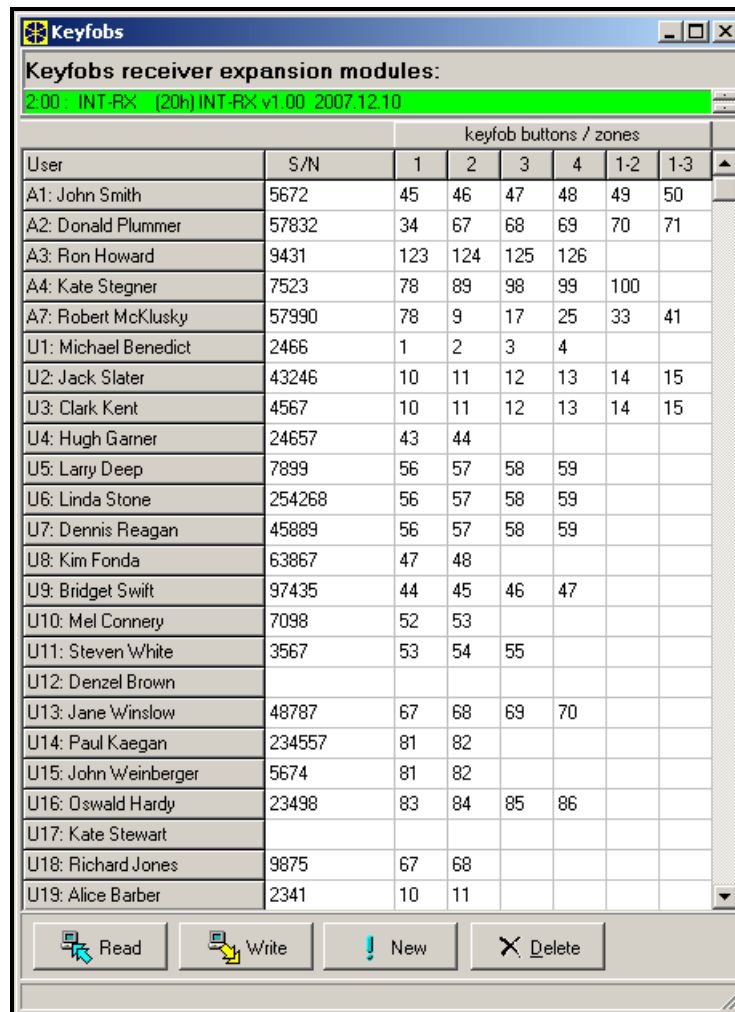 Keyfobs
Keyfobs receiver expansion modules:
2:00 : INT-RX (20h) INT-RX v1.00 2007.12.10
keyfob buttons / zones
User S/N 1 2 3 4 1-2 1-3
A1: John Smith 5672 45 46 47 48 49 50
A2: Donald Plummer 57832 34 67 68 69 70 71
A3: Ron Howard 9431 123 124 125 126
A4: Kate Stegner 7523 78 89 98 99 100
A7: Robert McKlusky 57990 78 9 17 25 33 41
U1: Michael Benedict 2466 1 2 3 4
U2: Jack Slater 43246 10 11 12 13 14 15
U3: Clark Kent 4567 10 11 12 13 14 15
U4: Hugh Garner 24657 43 44
U5: Larry Deep 7899 56 57 58 59
U6: Linda Stone 254268 56 57 58 59
U7: Dennis Reagan 45889 56 57 58 59
U8: Kim Fonda 63867 47 48
U9: Bridget Swift 97435 44 45 46 47
U10: Mel Connery 7098 52 53
U11: Steven White 3567 53 54 55
U12: Denzel Brown
U13: Jane Winslow 48787 67 68 69 70
U14: Paul Kaegan 234557 81 82
U15: John Weinberger 5674 81 82
U16: Oswald Hardy 23498 83 84 85 86
U17: Kate Stewart
U18: Richard Jones 9875 67 68
U19: Alice Barber 2341 10 11
Read Write New Delete